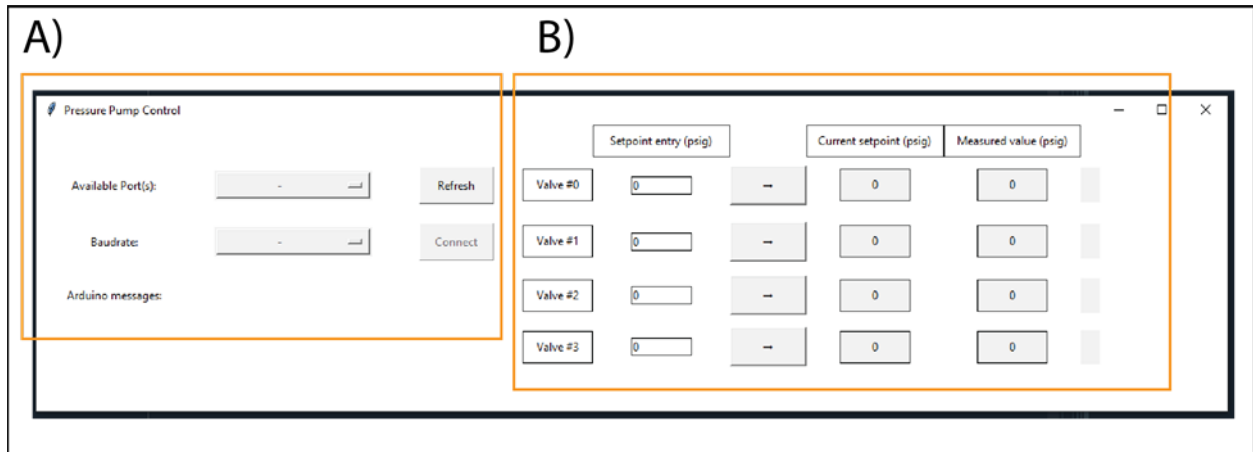 A)
B)
Pressure Pump Control
Setpoint entry (psig) Current setpoint (psig) Measured value (psig)
Available Port(s): - Refresh
Valve #0 0 → 0 0
Baudrate: - Connect
Valve #1 0 → 0 0
Arduino messages:
Valve #2 0 → 0 0
Valve #3 0 → 0 0